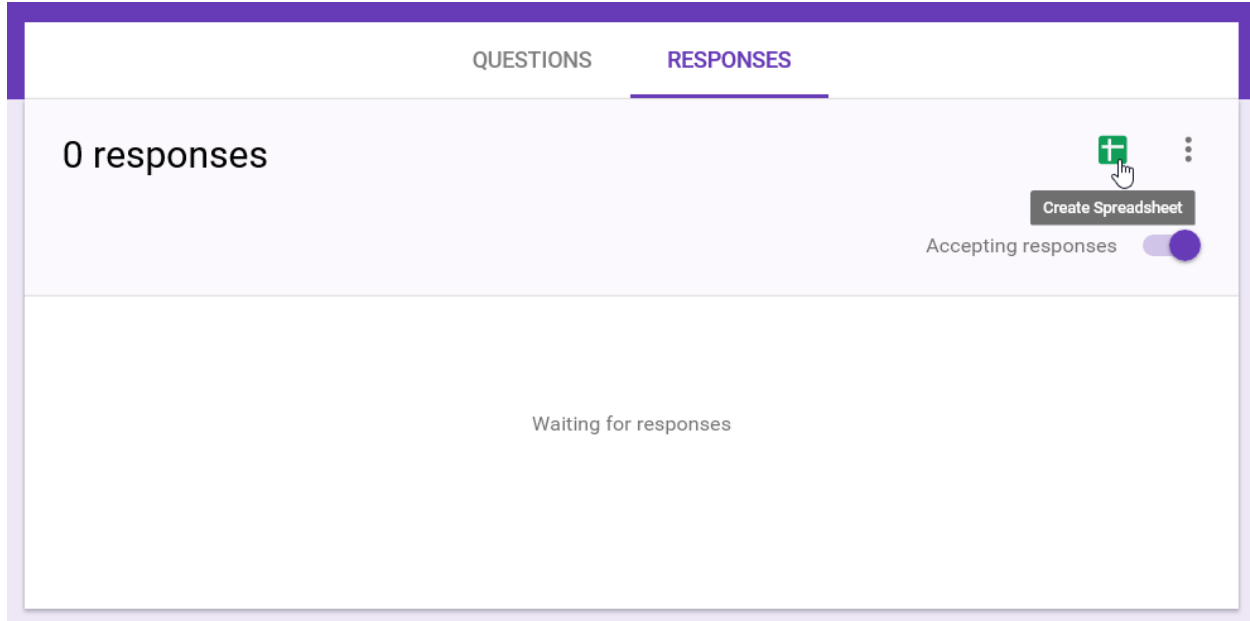 QUESTIONS RESPONSES
0 responses
Create Spreadsheet
Accepting responses
Waiting for responses